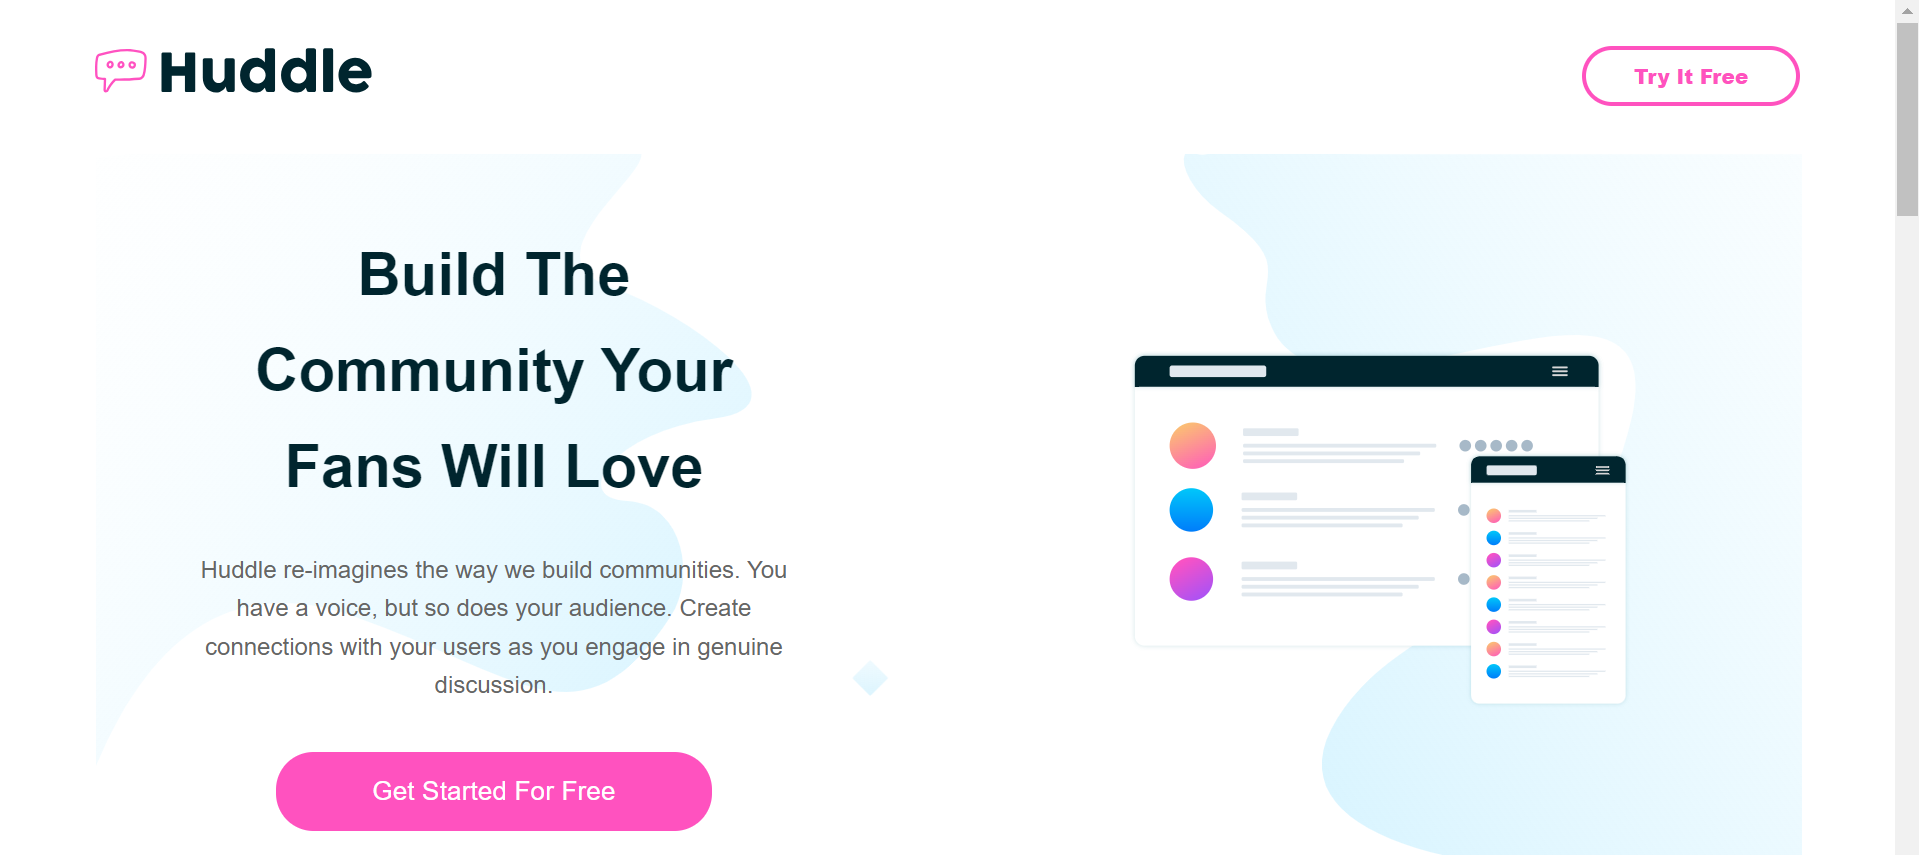 Huddle
Try It Free
Build The
Community Your
Fans Will Love
Huddle re-imagines the way we build communities. You
have a voice, but so does your audience. Create
connections with your users as you engage in genuine
discussion.
Get Started For Free